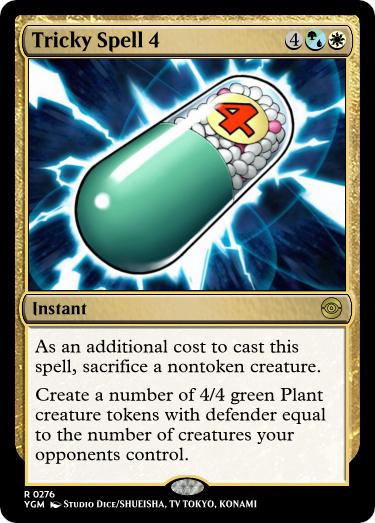 Tricky Spell 4 4
4
Instant
As an additional cost to cast this
spell, sacrifice a nontoken creature.
Create a number of 4/4 green Plant
creature tokens with defender equal
to the number of creatures your
opponents control.
R 0276
YGM Studio Dice/SHUEISHA, TV TOKYO, KONAMI